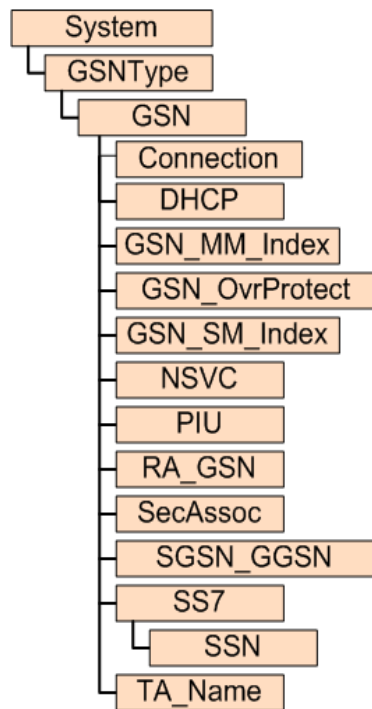 System
GSNType
GSN
Connection
DHCP
GSN_MM_Index
GSN_OvrProtect
GSN_SM_Index
NSVC
PIU
RA_GSN
SecAssoc
SGSN_GGSN
SS7
SSN
TA_Name